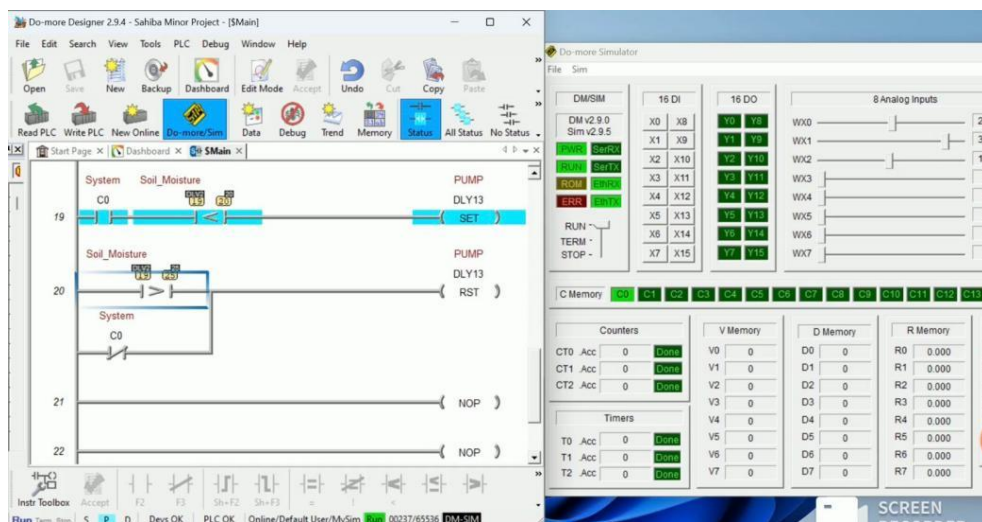 Do-more Designer 2.9.4 - Sahiba Minor Project - [$Main]
File Edit Search View Tools PLC Debug Window Help
Open Save New Backup Dashboard Edit Mode Accept Undo Cut Copy Paste
Read PLC Write PLC New Online Do-more/Sim Data Debug Trend Memory Status All Status No Status
Start Page Dashboard $Main
System Soil_Moisture PUMP
C0 DLY13
19 < SET
Soil_Moisture PUMP
DLY13
20 > RST
System
C0
21 NOP
22 NOP
Instr Toolbox Accept F2 F3 Sh+F2 Sh+F3 = ! <
Run Term Stop S P D Devs OK PLC OK Online/Default User/MySim Run 00237/65536 DM-SIM
Do-more Simulator
File Sim
DM/SIM
DM v2.9.0
Sim v2.9.5
PWR SerRX
RUN SerTX
ROM EthRX
ERR EthTX
RUN -
TERM -
STOP -
16 DI
X0 X8
X1 X9
X2 X10
X3 X11
X4 X12
X5 X13
X6 X14
X7 X15
16 DO
Y0 Y8
Y1 Y9
Y2 Y10
Y3 Y11
Y4 Y12
Y5 Y13
Y6 Y14
Y7 Y15
8 Analog Inputs
WX0
WX1
WX2
WX3
WX4
WX5
WX6
WX7
C Memory C0 C1 C2 C3 C4 C5 C6 C7 C8 C9 C10 C11 C12 C13
Counters
CT0 .Acc 0 Done
CT1 .Acc 0 Done
CT2 .Acc 0 Done
Timers
T0 .Acc 0 Done
T1 .Acc 0 Done
T2 .Acc 0 Done
V Memory
V0 0
V1 0
V2 0
V3 0
V4 0
V5 0
V6 0
V7 0
D Memory
D0 0
D1 0
D2 0
D3 0
D4 0
D5 0
D6 0
D7 0
R Memory
R0 0.000
R1 0.000
R2 0.000
R3 0.000
R4 0.000
R5 0.000
R6 0.000
R7 0.000
SCREEN